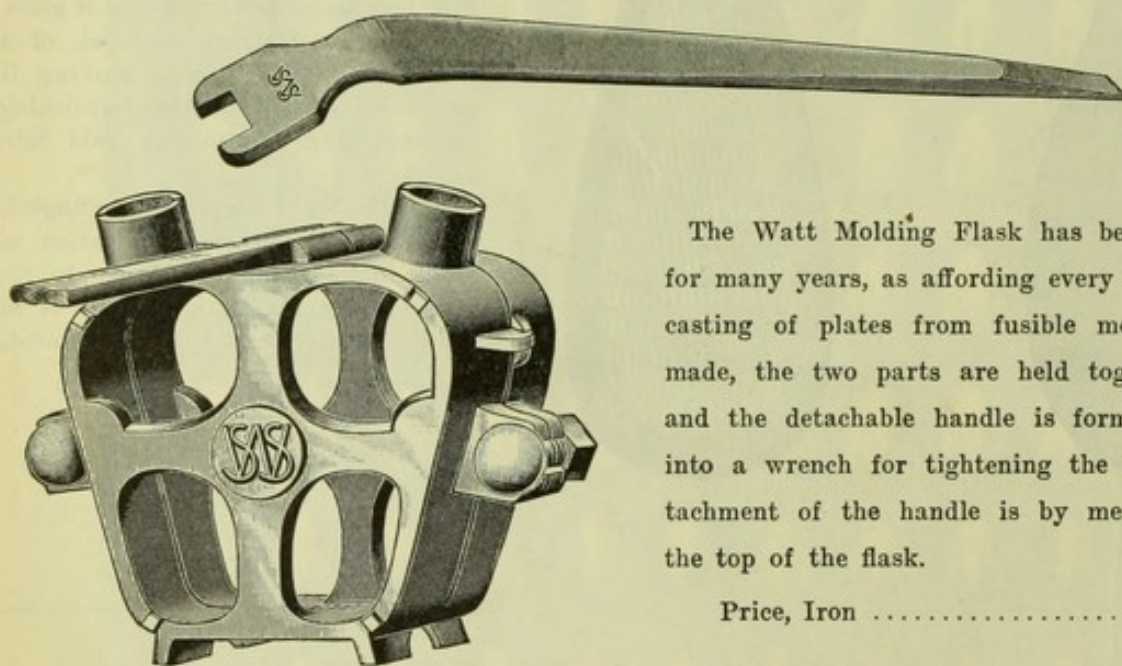 The Watt Molding Flask has be
for many years, as affording every
casting of plates from fusible me
made, the two parts are held tog
and the detachable handle is form
into a wrench for tightening the
tachment of the handle is by me
the top of the flask.
Price, Iron ..................